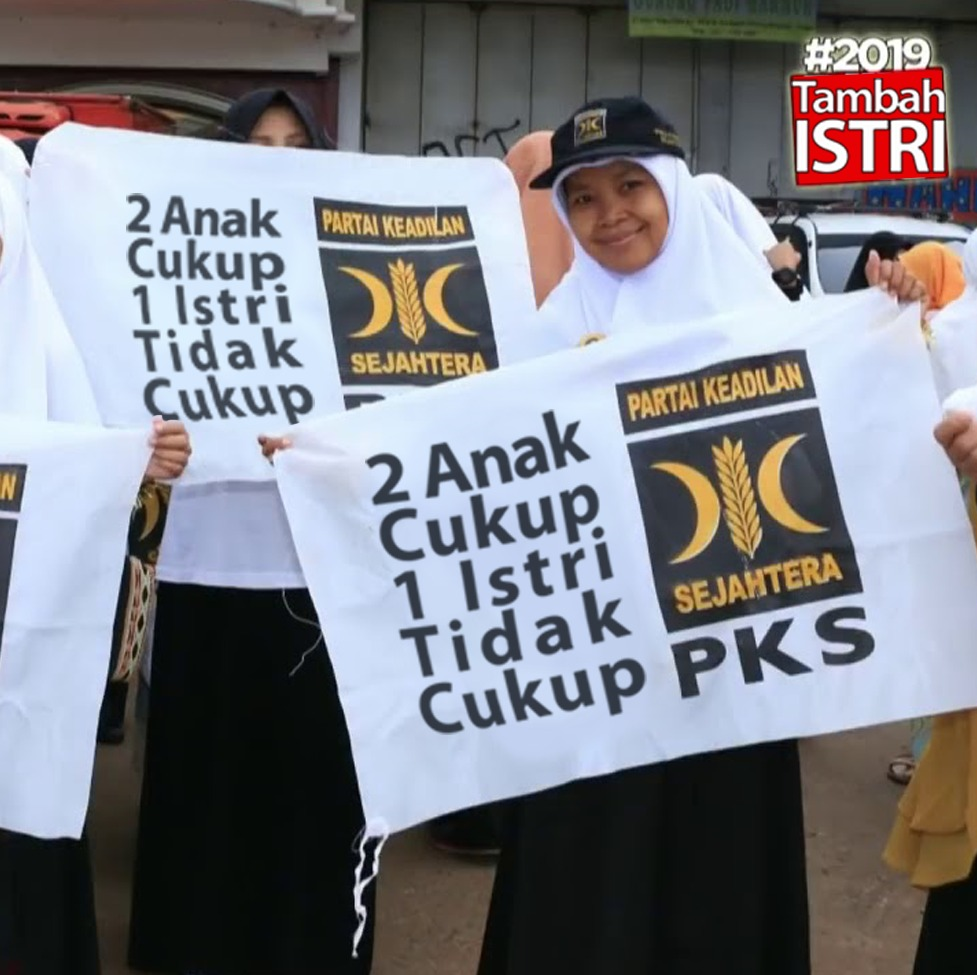 #2019
Tambah
ISTRI
2 Anak
Cukup
1 Istri
Tidak
Cukup
PARTAI KEADILAN
SEJAHTERA
2 Anak
Cukup
1 Istri
Tidak
Cukup
PARTAI KEADILAN
SEJAHTERA
PKS
N